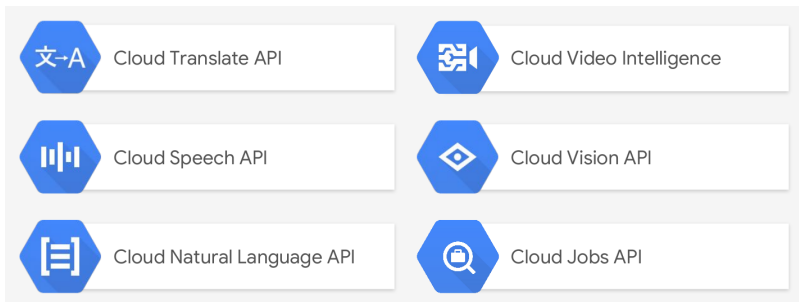 文→A Cloud Translate API
Cloud Video Intelligence
Cloud Speech API
Cloud Vision API
Cloud Natural Language API
Cloud Jobs API